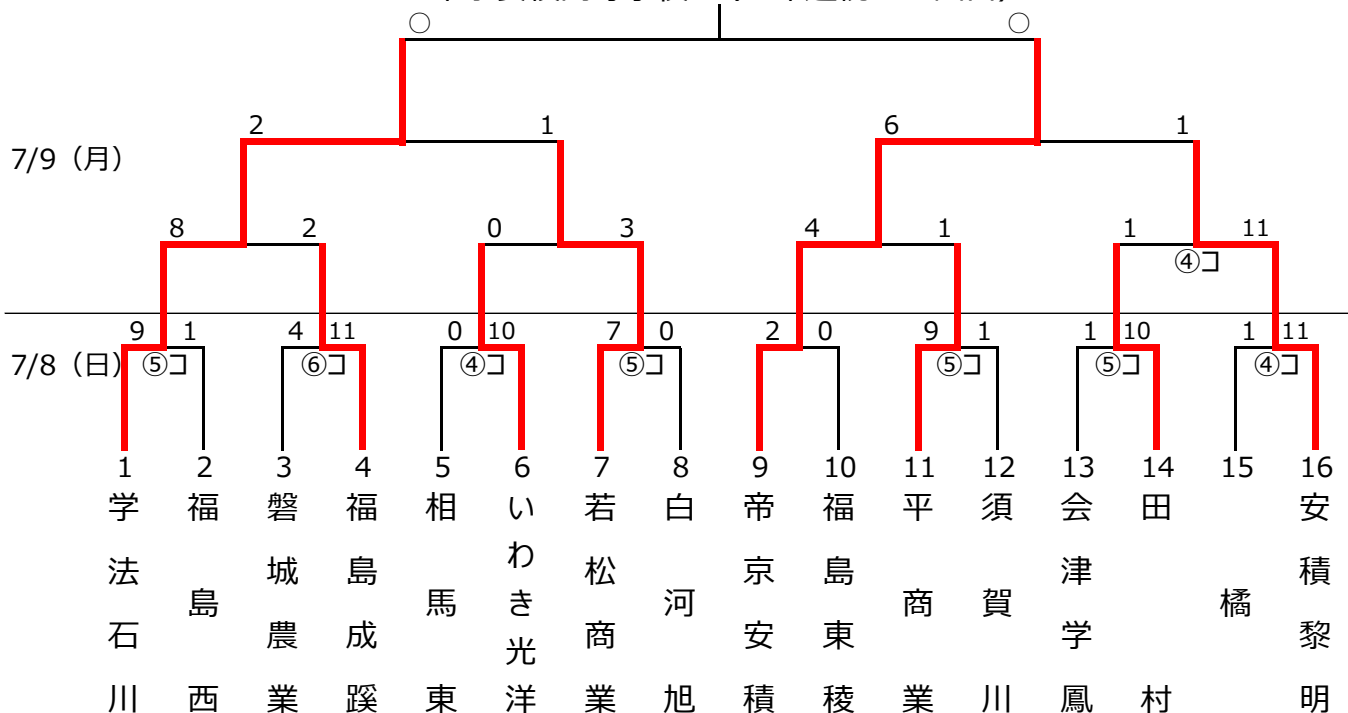 ○ ○
2 1 6 1
7/9（月）
8 2 0 3 4 1 1 11
④コ
9 1 4 11 0 10 7 0 2 0 9 1 1 10 1 11
7/8（日） ⑤コ ⑥コ ④コ ⑤コ ⑤コ ⑤コ ④コ
1 2 3 4 5 6 7 8 9 10 11 12 13 14 15 16
学法石川
福島西
磐城農業
福島成蹊
相馬東
いわき光洋
若松商業
白河旭
帝京安積
福島東稜
平商業
須賀川
会津学鳳
田村
橘
安積黎明